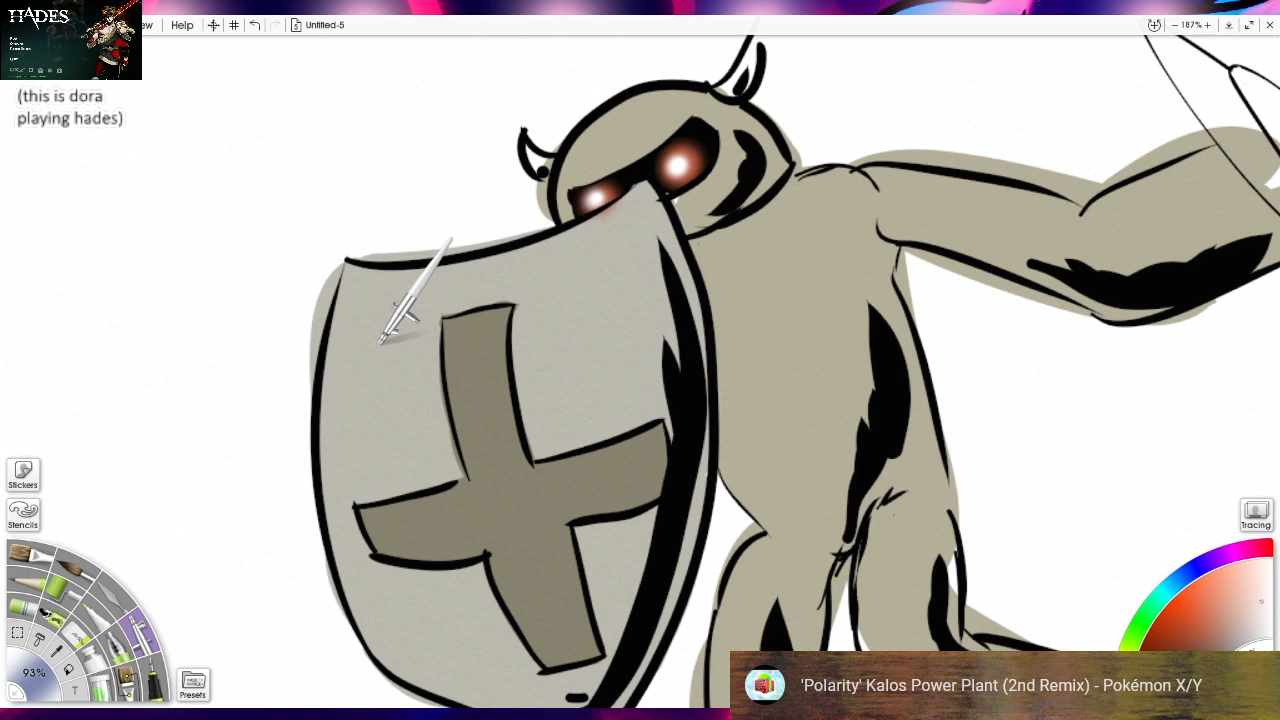 HADES
ew Help Untitled-5 187%
(this is dora
playing hades)
Stickers
Stencils
Tracing
93%
T
Presets
'Polarity' Kalos Power Plant (2nd Remix) - Pokémon X/Y